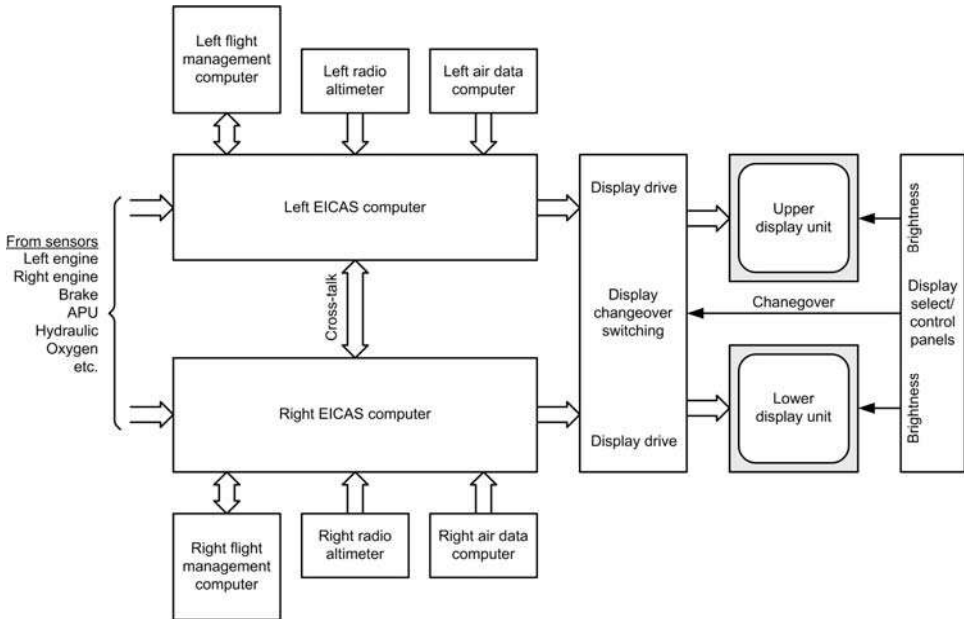 Left flight
management
computer
Left radio
altimeter
Left air data
computer
Left EICAS computer
Display drive
Upper
display unit
Brightness
From sensors
Left engine
Right engine
Brake
APU
Hydraulic
Oxygen
etc.
Cross-talk
Display
changeover
switching
Chanegover
Display
select/
control
panels
Right EICAS computer
Display drive
Lower
display unit
Brightness
Right flight
management
computer
Right radio
altimeter
Right air data
computer